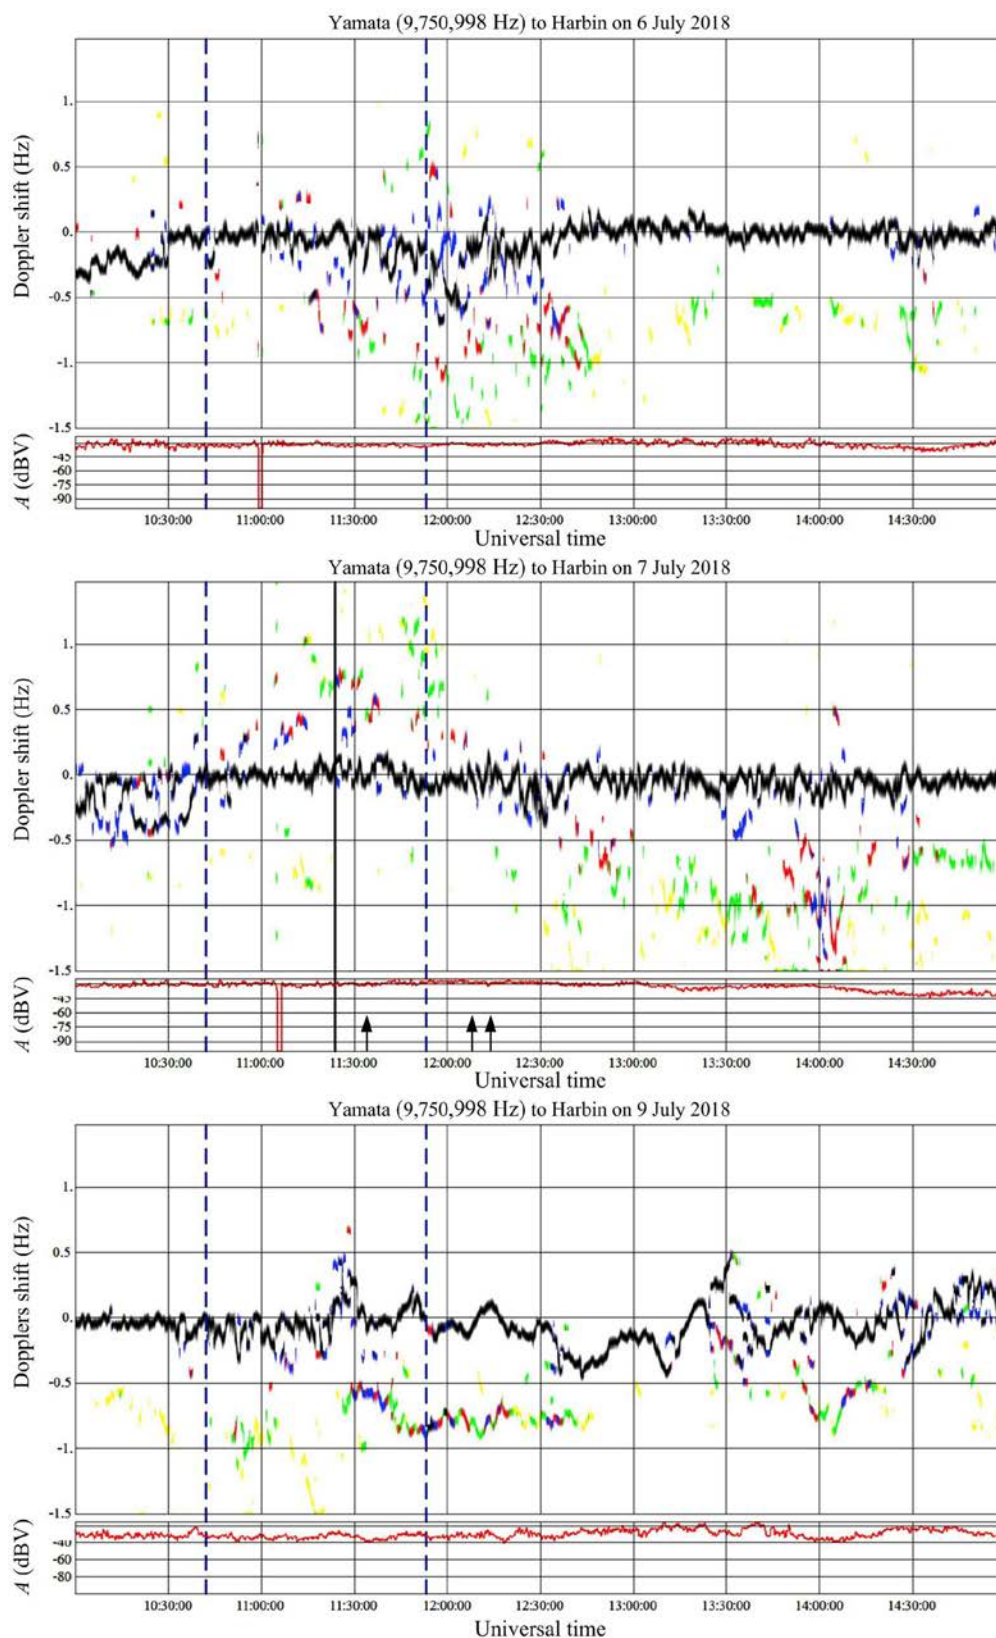 Yamata (9,750,998 Hz) to Harbin on 6 July 2018
Doppler shift (Hz)
1.
0.5
0.
-0.5
-1.
-1.5
A (dBV)
-45
-60
-75
-90
10:30:00 11:00:00 11:30:00 12:00:00 12:30:00 13:00:00 13:30:00 14:00:00 14:30:00
Universal time
Yamata (9,750,998 Hz) to Harbin on 7 July 2018
Doppler shift (Hz)
1.
0.5
0.
-0.5
-1.
-1.5
A (dBV)
-45
-60
-75
-90
10:30:00 11:00:00 11:30:00 12:00:00 12:30:00 13:00:00 13:30:00 14:00:00 14:30:00
Universal time
Yamata (9,750,998 Hz) to Harbin on 9 July 2018
Dopplers shift (Hz)
1.
0.5
0.
-0.5
-1.
-1.5
A (dBV)
-40
-60
-80
10:30:00 11:00:00 11:30:00 12:00:00 12:30:00 13:00:00 13:30:00 14:00:00 14:30:00
Universal time